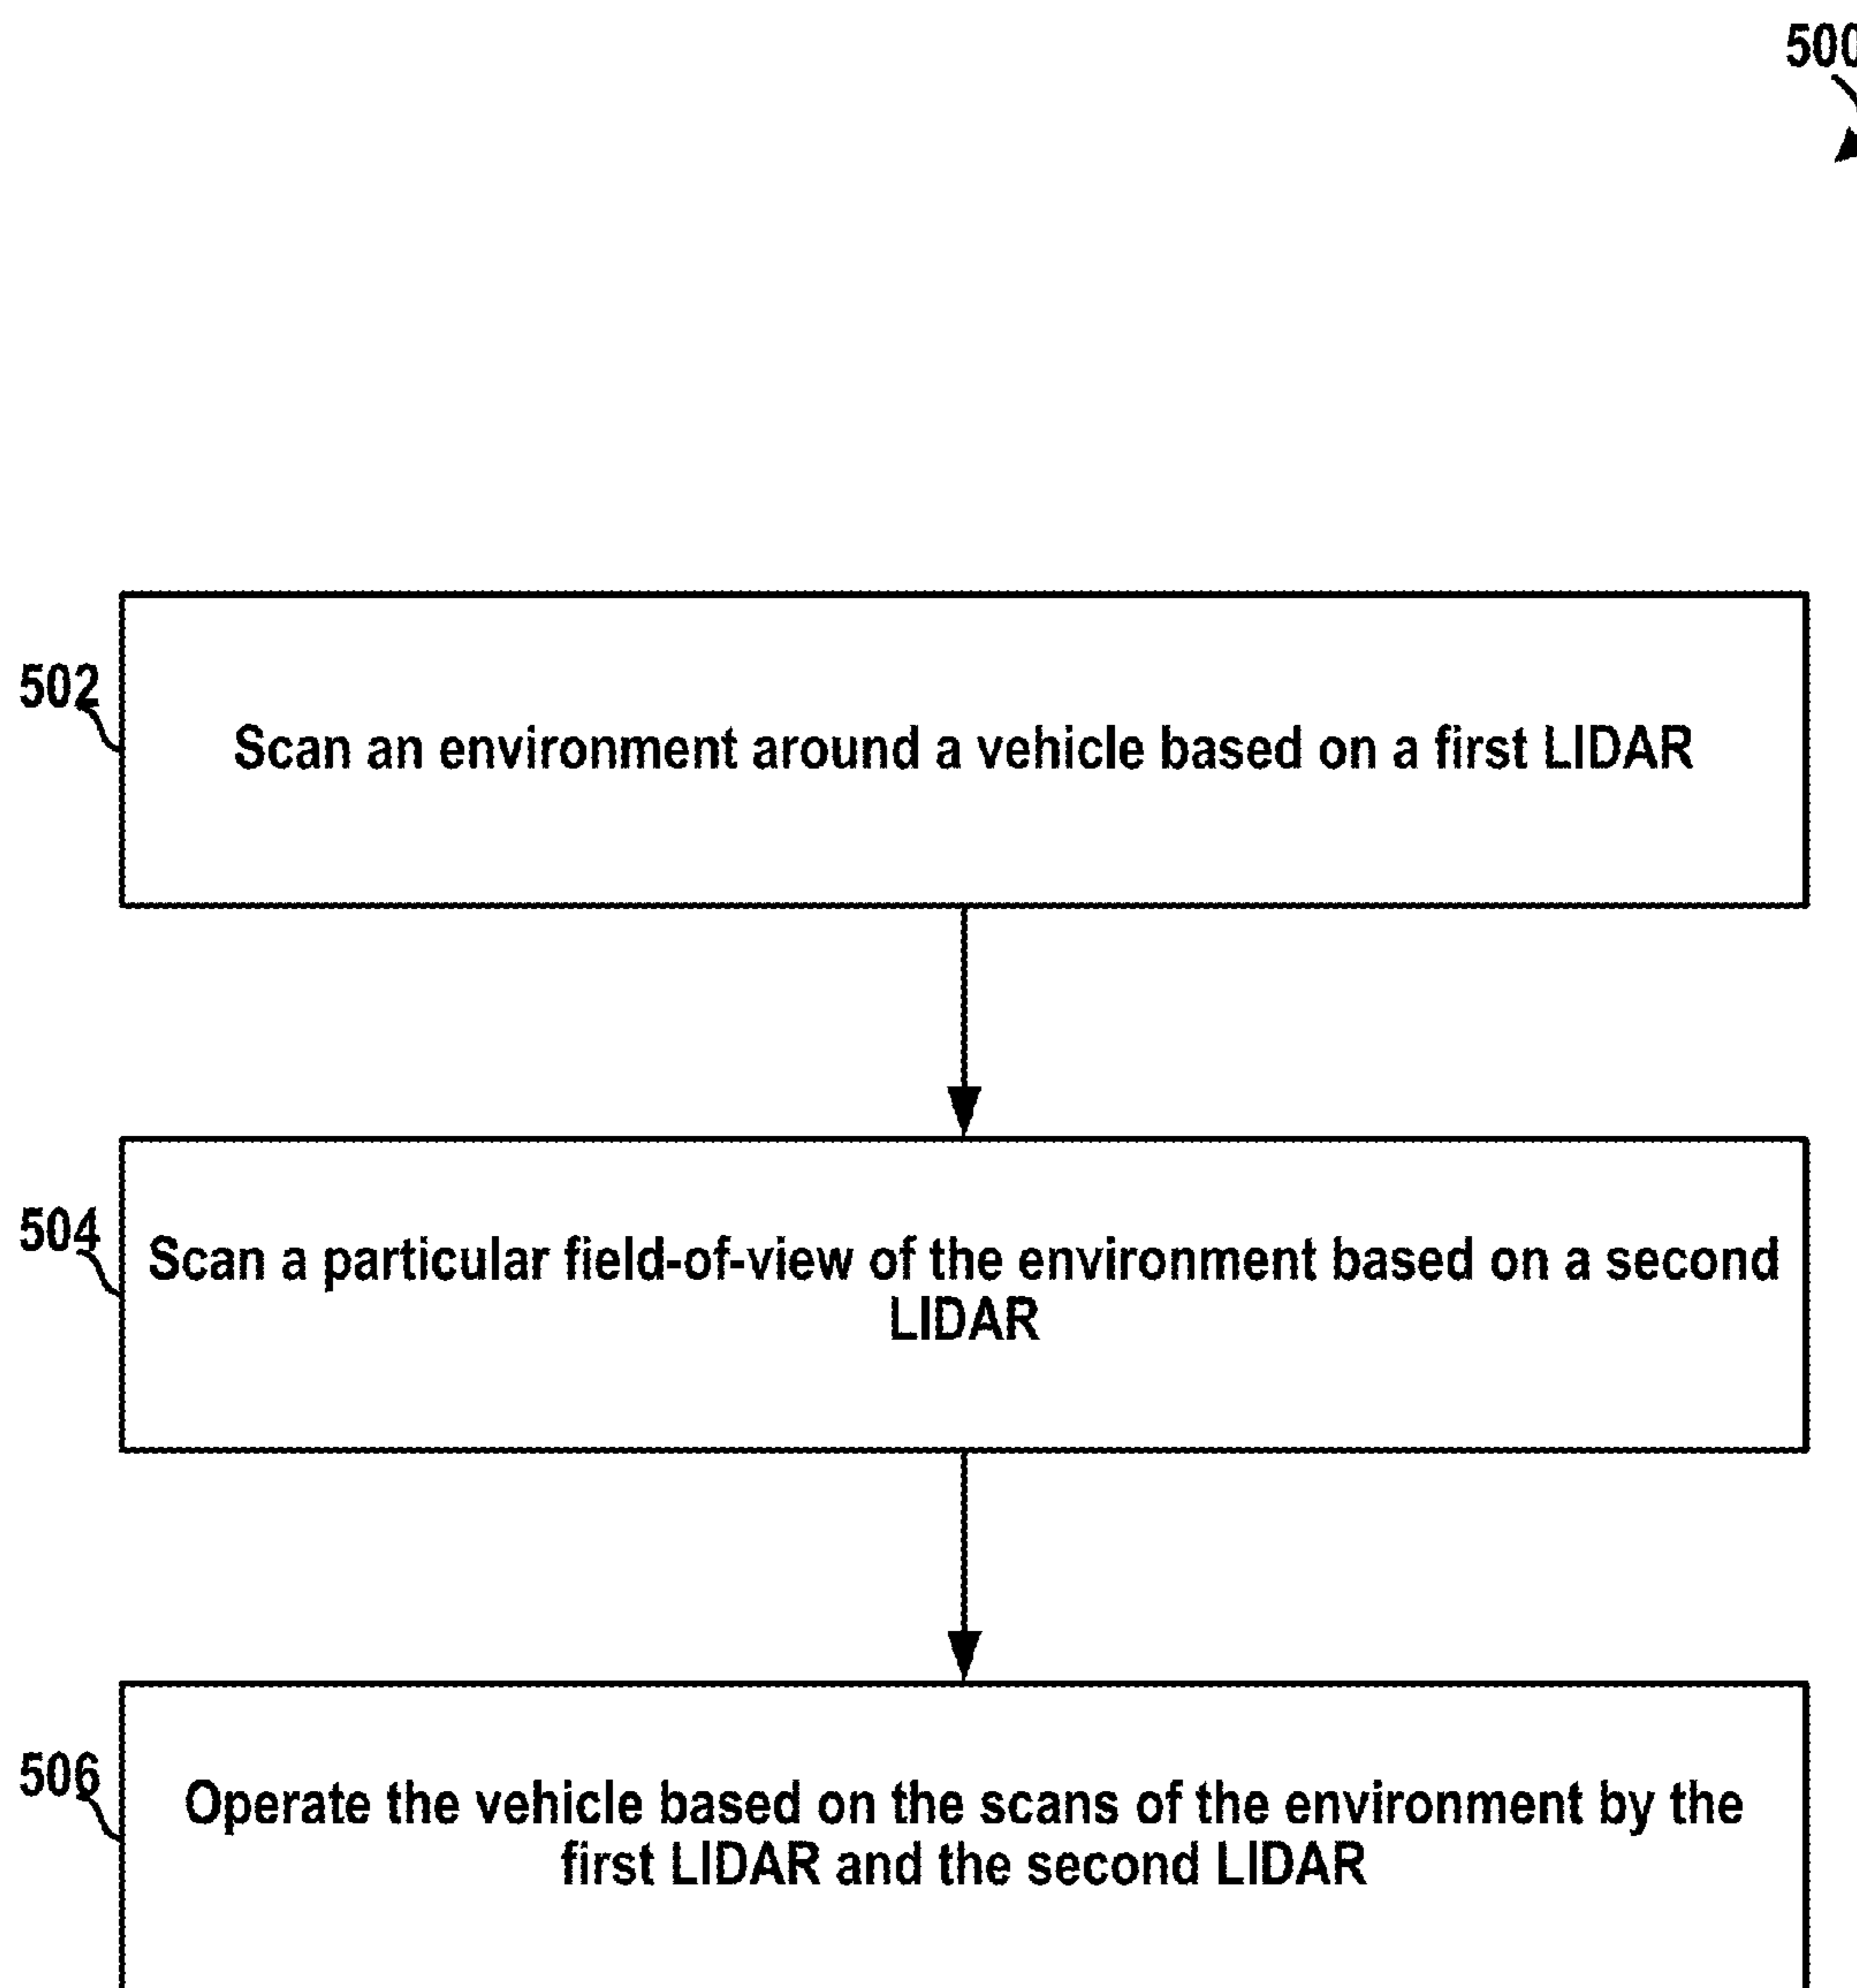 500
502
Scan an environment around a vehicle based on a first LIDAR
504
Scan a particular field-of-view of the environment based on a second
LIDAR
506
Operate the vehicle based on the scans of the environment by the
first LIDAR and the second LIDAR